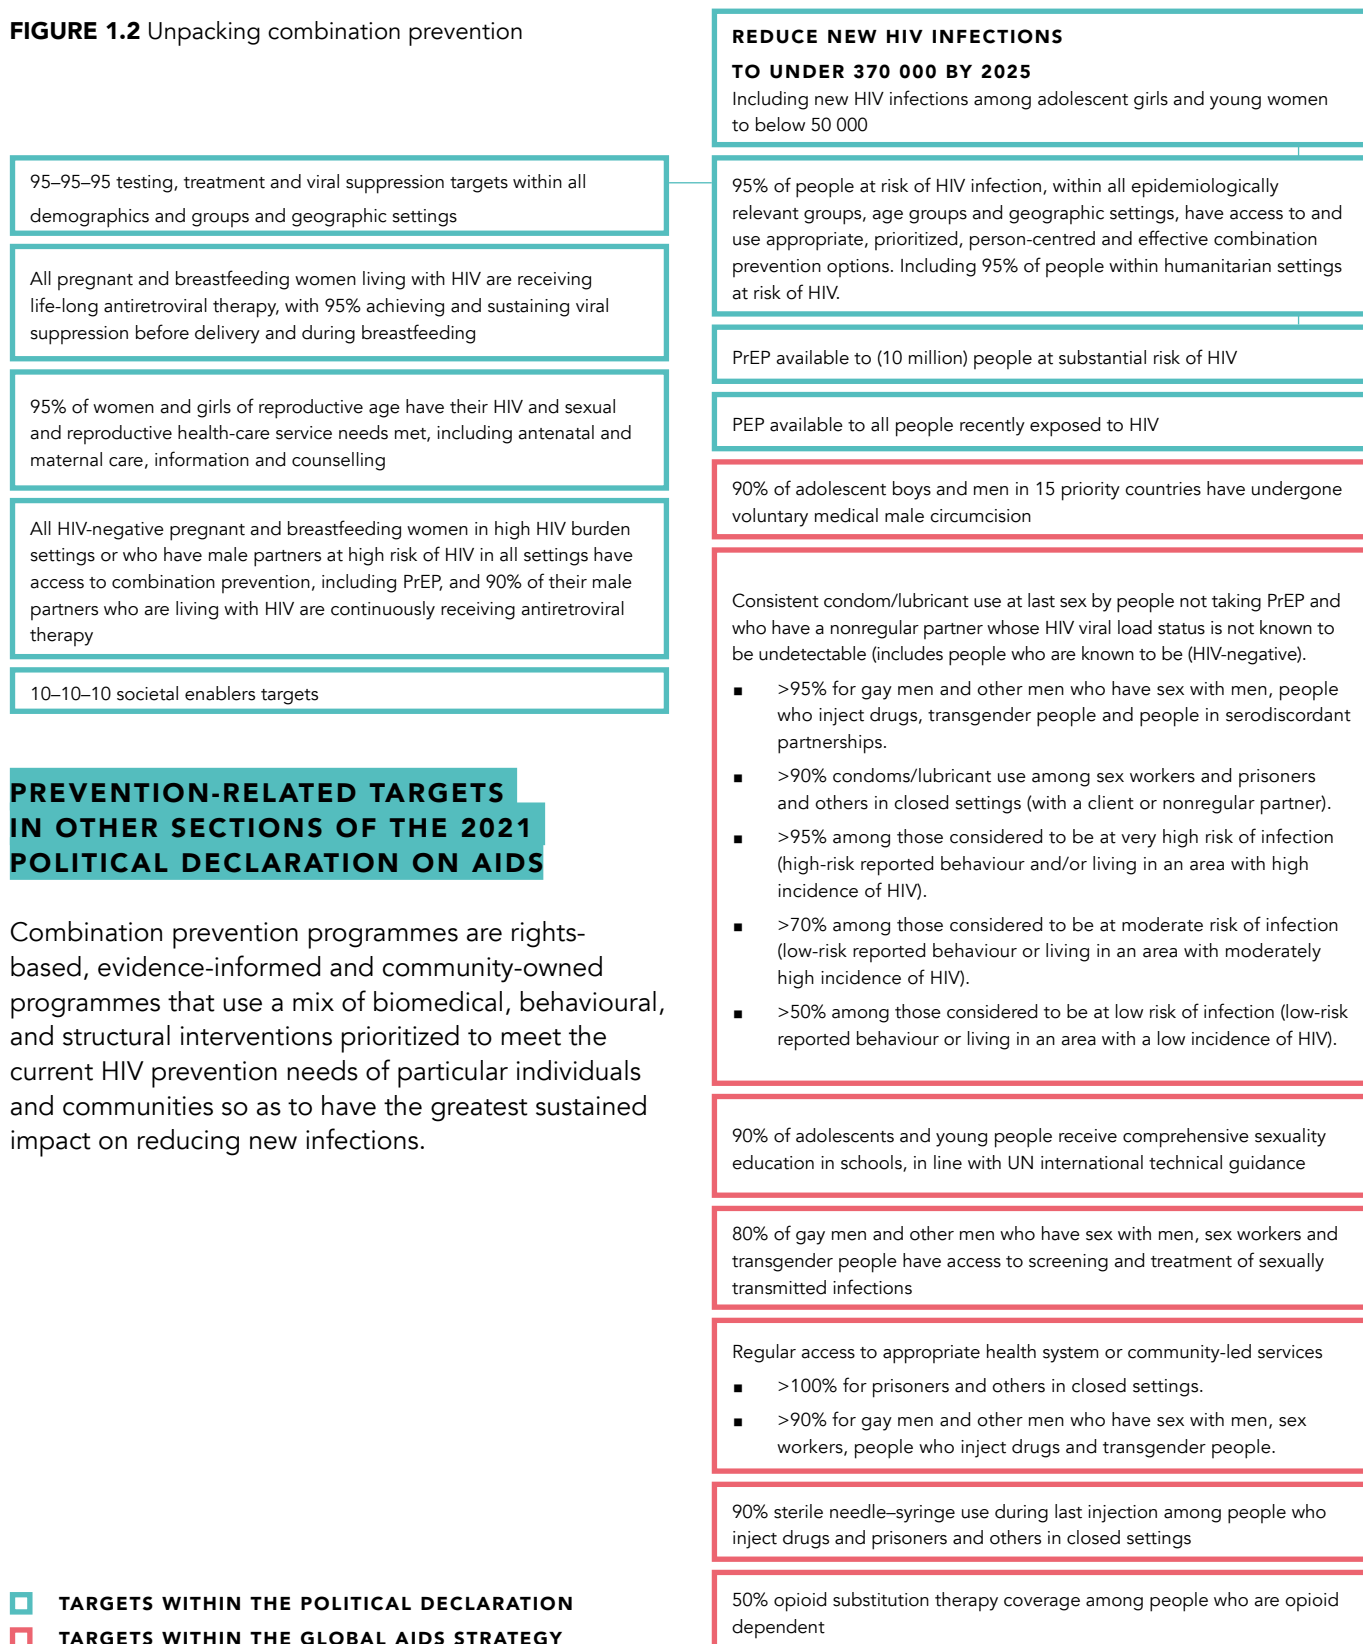 FIGURE 1.2 Unpacking combination prevention
REDUCE NEW HIV INFECTIONS
TO UNDER 370 000 BY 2025
Including new HIV infections among adolescent girls and young women
to below 50 000
95–95–95 testing, treatment and viral suppression targets within all
demographics and groups and geographic settings
All pregnant and breastfeeding women living with HIV are receiving
life-long antiretroviral therapy, with 95% achieving and sustaining viral
suppression before delivery and during breastfeeding
95% of women and girls of reproductive age have their HIV and sexual
and reproductive health-care service needs met, including antenatal and
maternal care, information and counselling
All HIV-negative pregnant and breastfeeding women in high HIV burden
settings or who have male partners at high risk of HIV in all settings have
access to combination prevention, including PrEP, and 90% of their male
partners who are living with HIV are continuously receiving antiretroviral
therapy
10–10–10 societal enablers targets
PREVENTION-RELATED TARGETS
IN OTHER SECTIONS OF THE 2021
POLITICAL DECLARATION ON AIDS
Combination prevention programmes are rights-
based, evidence-informed and community-owned
programmes that use a mix of biomedical, behavioural,
and structural interventions prioritized to meet the
current HIV prevention needs of particular individuals
and communities so as to have the greatest sustained
impact on reducing new infections.
95% of people at risk of HIV infection, within all epidemiologically
relevant groups, age groups and geographic settings, have access to and
use appropriate, prioritized, person-centred and effective combination
prevention options. Including 95% of people within humanitarian settings
at risk of HIV.
PrEP available to (10 million) people at substantial risk of HIV
PEP available to all people recently exposed to HIV
90% of adolescent boys and men in 15 priority countries have undergone
voluntary medical male circumcision
Consistent condom/lubricant use at last sex by people not taking PrEP and
who have a nonregular partner whose HIV viral load status is not known to
be undetectable (includes people who are known to be (HIV-negative).
■ >95% for gay men and other men who have sex with men, people
who inject drugs, transgender people and people in serodiscordant
partnerships.
■ >90% condoms/lubricant use among sex workers and prisoners
and others in closed settings (with a client or nonregular partner).
■ >95% among those considered to be at very high risk of infection
(high-risk reported behaviour and/or living in an area with high
incidence of HIV).
■ >70% among those considered to be at moderate risk of infection
(low-risk reported behaviour or living in an area with moderately
high incidence of HIV).
■ >50% among those considered to be at low risk of infection (low-risk
reported behaviour or living in an area with a low incidence of HIV).
90% of adolescents and young people receive comprehensive sexuality
education in schools, in line with UN international technical guidance
80% of gay men and other men who have sex with men, sex workers and
transgender people have access to screening and treatment of sexually
transmitted infections
Regular access to appropriate health system or community-led services
■ >100% for prisoners and others in closed settings.
■ >90% for gay men and other men who have sex with men, sex
workers, people who inject drugs and transgender people.
90% sterile needle–syringe use during last injection among people who
inject drugs and prisoners and others in closed settings
50% opioid substitution therapy coverage among people who are opioid
dependent
TARGETS WITHIN THE POLITICAL DECLARATION
TARGETS WITHIN THE GLOBAL AIDS STRATEGY